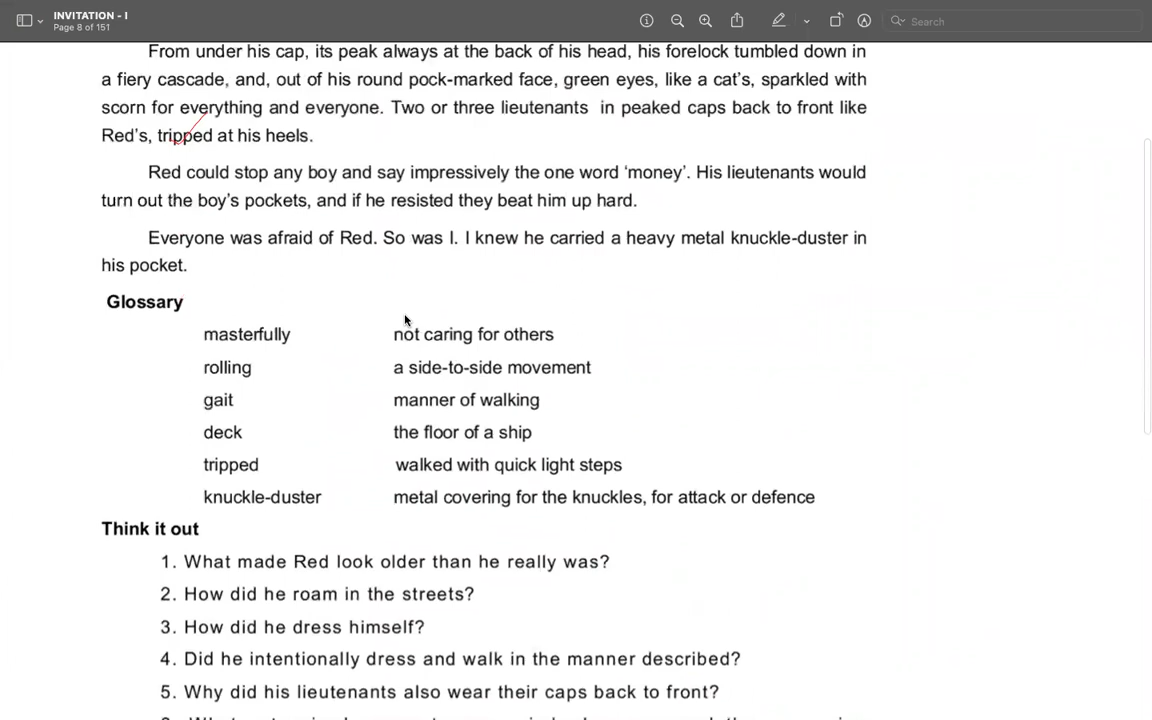 INVITATION - I
Page 8 of 151
Search
From under his cap, its peak always at the back of his head, his forelock tumbled down in
a fiery cascade, and, out of his round pock-marked face, green eyes, like a cat's, sparkled with
scorn for everything and everyone. Two or three lieutenants in peaked caps back to front like
Red's, tripped at his heels.
Red could stop any boy and say impressively the one word 'money'. His lieutenants would
turn out the boy's pockets, and if he resisted they beat him up hard.
Everyone was afraid of Red. So was I. I knew he carried a heavy metal knuckle-duster in
his pocket.
Glossary
masterfully not caring for others
rolling a side-to-side movement
gait manner of walking
deck the floor of a ship
tripped walked with quick light steps
knuckle-duster metal covering for the knuckles, for attack or defence
Think it out
1. What made Red look older than he really was?
2. How did he roam in the streets?
3. How did he dress himself?
4. Did he intentionally dress and walk in the manner described?
5. Why did his lieutenants also wear their caps back to front?